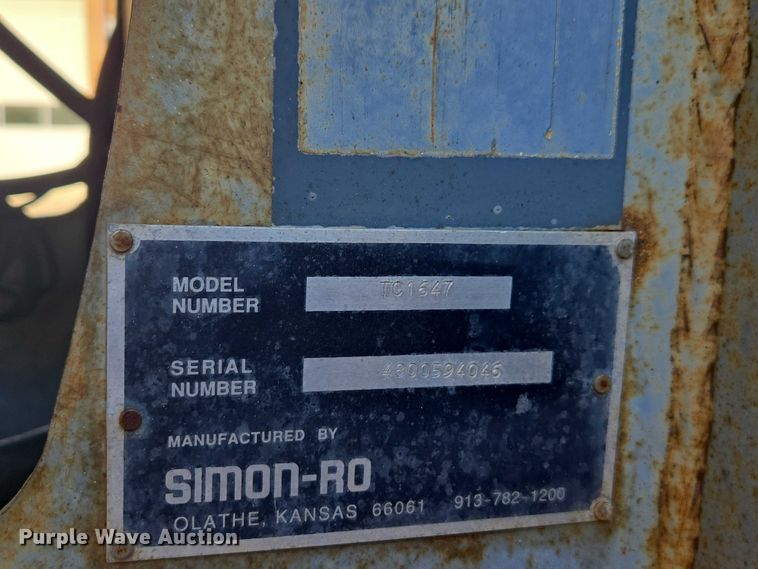 MODEL
NUMBER
TC1647
SERIAL
NUMBER
4800594046
MANUFACTURED BY
SIMON-RO
OLATHE, KANSAS 66061 913-782-1200
Purple Wave Auction